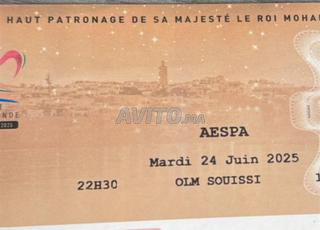 HAUT PATRONAGE DE SA MAJESTÉ LE ROI MOHA
2025
AVITO.MA
AESPA
Mardi 24 Juin 2025
22H30 OLM SOUISSI